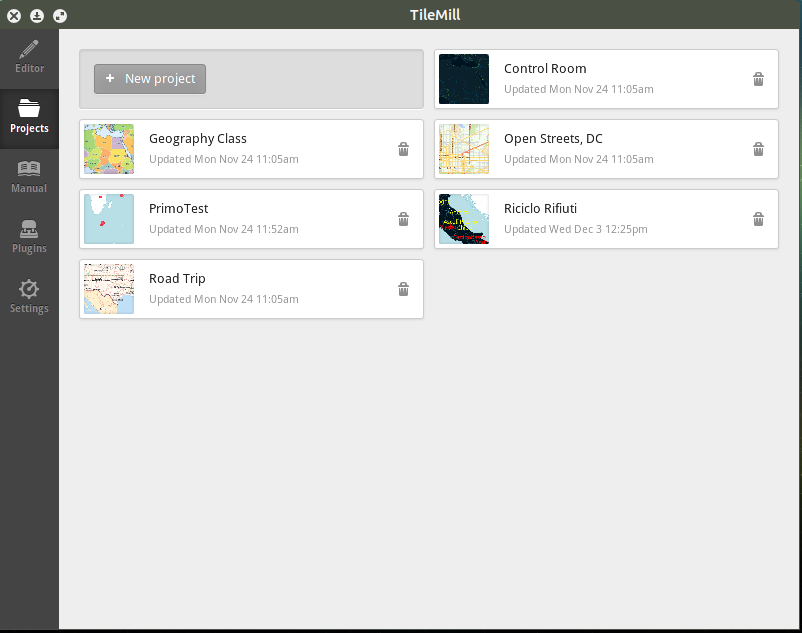 TileMill
Editor
Projects
Manual
Plugins
Settings
+ New project
Control Room
Updated Mon Nov 24 11:05am
Geography Class
Updated Mon Nov 24 11:05am
Open Streets, DC
Updated Mon Nov 24 11:05am
PrimoTest
Updated Mon Nov 24 11:52am
Riciclo Rifiuti
Updated Wed Dec 3 12:25pm
Road Trip
Updated Mon Nov 24 11:05am